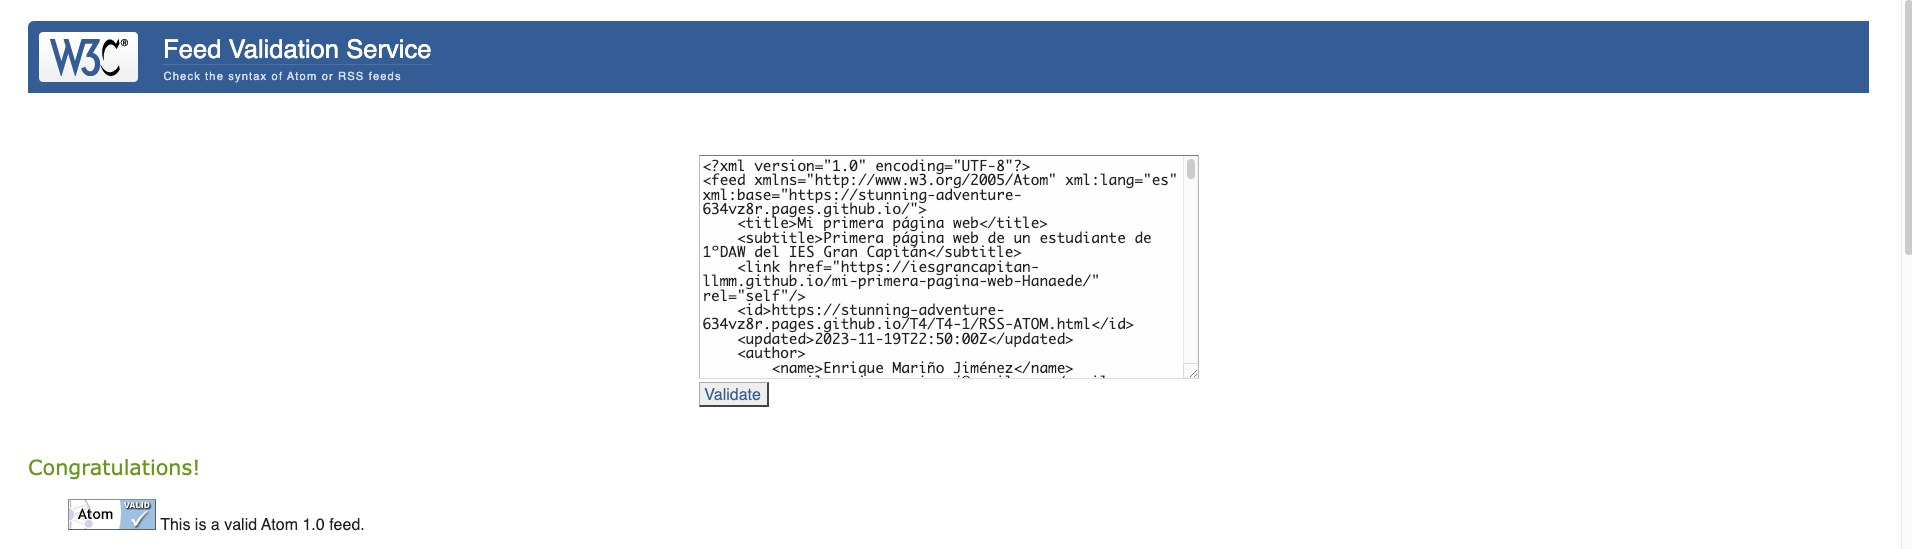 W3C®
Feed Validation Service
Check the syntax of Atom or RSS feeds
<?xml version="1.0" encoding="UTF-8"?>
<feed xmlns="http://www.w3.org/2005/Atom" xml:lang="es"
xml:base="https://stunning-adventure-
634vz8r.pages.github.io/">
<title>Mi primera página web</title>
<subtitle>Primera página web de un estudiante de
1ºDAW del IES Gran Capitán</subtitle>
<link href="https://iesgrancapitan-
llmm.github.io/mi-primera-pagina-web-Hanaede/"
rel="self"/>
<id>https://stunning-adventure-
634vz8r.pages.github.io/T4/T4-1/RSS-ATOM.html</id>
<updated>2023-11-19T22:50:00Z</updated>
<author>
<name>Enrique Mariño Jiménez</name>
Validate
Congratulations!
Atom VALID
This is a valid Atom 1.0 feed.